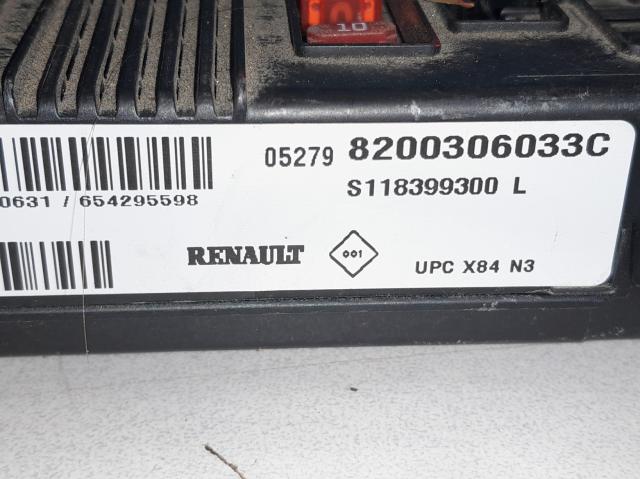 10
05279 8200306033C
S118399300 L
0631 / 654295598
RENAULT 001 UPC X84 N3